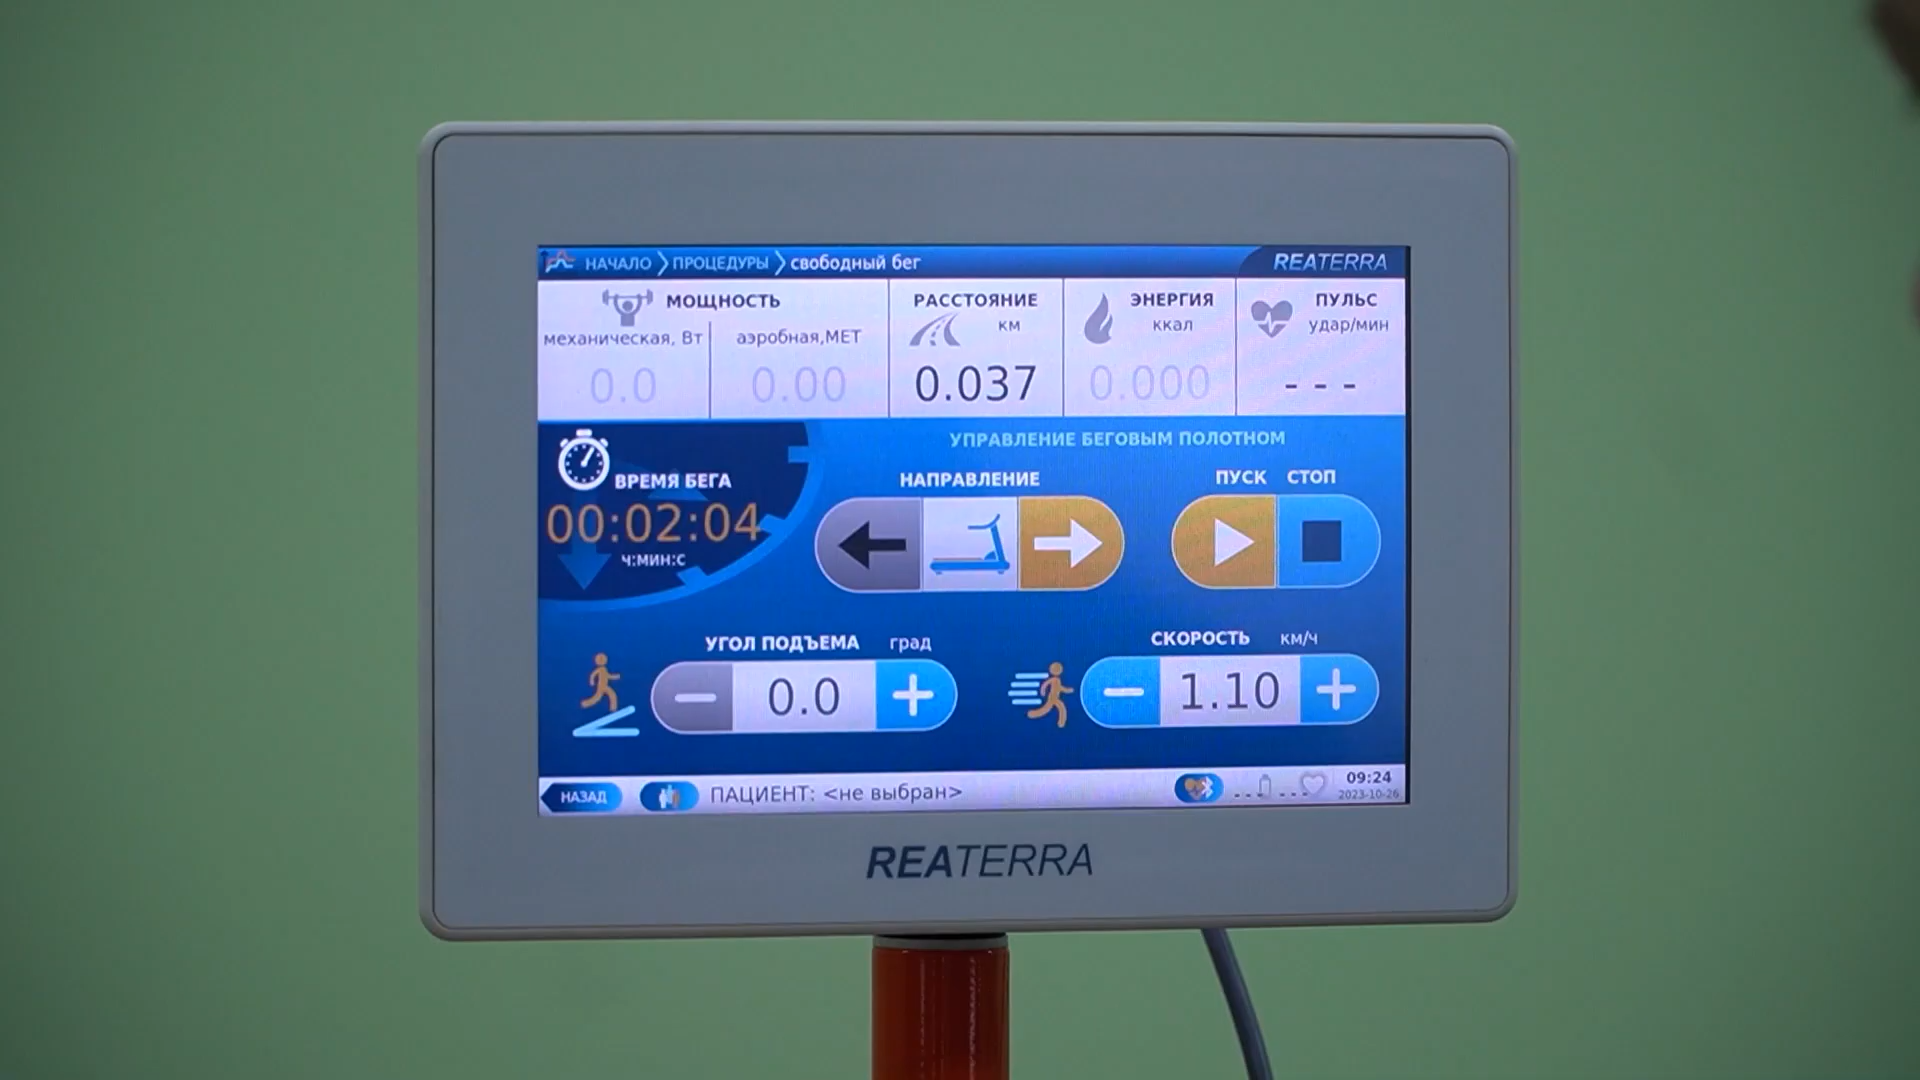 НАЧАЛО ПРОЦЕДУРЫ свободный бег REATERRA
МОЩНОСТЬ
механическая, Вт
0.0
аэробная,МЕТ
0.00
РАССТОЯНИЕ
км
0.037
ЭНЕРГИЯ
ккал
0.000
ПУЛЬС
удар/мин
- - -
ВРЕМЯ БЕГА
00:02:04
ч:мин:с
УПРАВЛЕНИЕ БЕГОВЫМ ПОЛОТНОМ
НАПРАВЛЕНИЕ
ПУСК СТОП
УГОЛ ПОДЪЕМА град
0.0
СКОРОСТЬ км/ч
1.10
НАЗАД
ПАЦИЕНТ: <не выбран>
09:24
2023-10-26
REATERRA